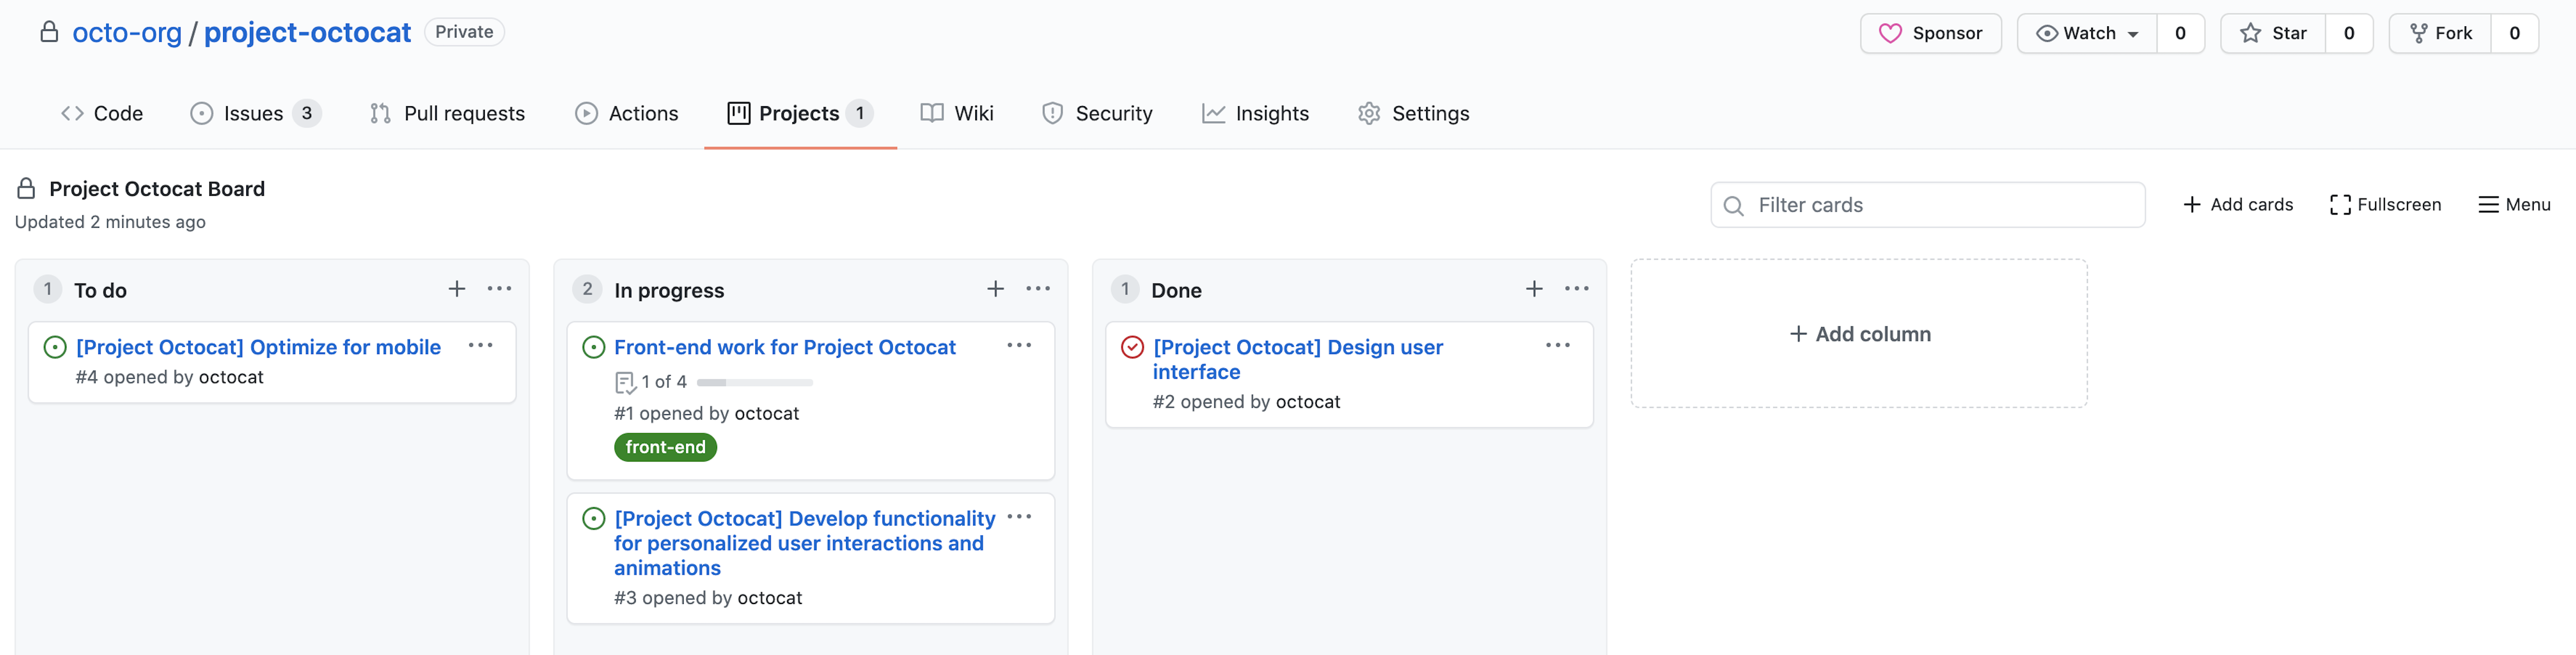 octo-org / project-octocat Private
Sponsor Watch 0 Star 0 Fork 0
Code Issues 3 Pull requests Actions Projects 1 Wiki Security Insights Settings
Project Octocat Board
Updated 2 minutes ago
Filter cards
+ Add cards Fullscreen Menu
1 To do + ...
[Project Octocat] Optimize for mobile ...
#4 opened by octocat
2 In progress + ...
Front-end work for Project Octocat ...
1 of 4
#1 opened by octocat
front-end
[Project Octocat] Develop functionality ...
for personalized user interactions and
animations
#3 opened by octocat
1 Done + ...
[Project Octocat] Design user ...
interface
#2 opened by octocat
+ Add column